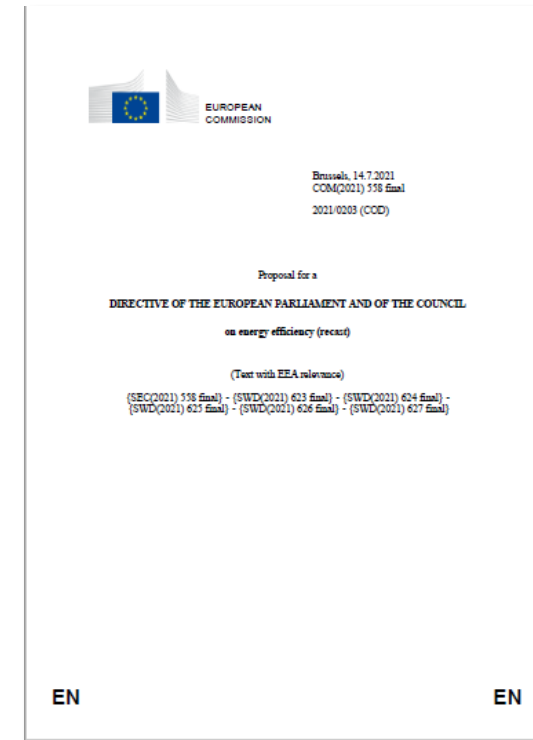 EUROPEAN
COMMISSION
Brussels, 14.7.2021
COM(2021) 558 final
2021/0203 (COD)
Proposal for a
DIRECTIVE OF THE EUROPEAN PARLIAMENT AND OF THE COUNCIL
on energy efficiency (recast)
(Text with EEA relevance)
{SEC(2021) 558 final} - {SWD(2021) 623 final} - {SWD(2021) 624 final} -
{SWD(2021) 625 final} - {SWD(2021) 626 final} - {SWD(2021) 627 final}
EN EN